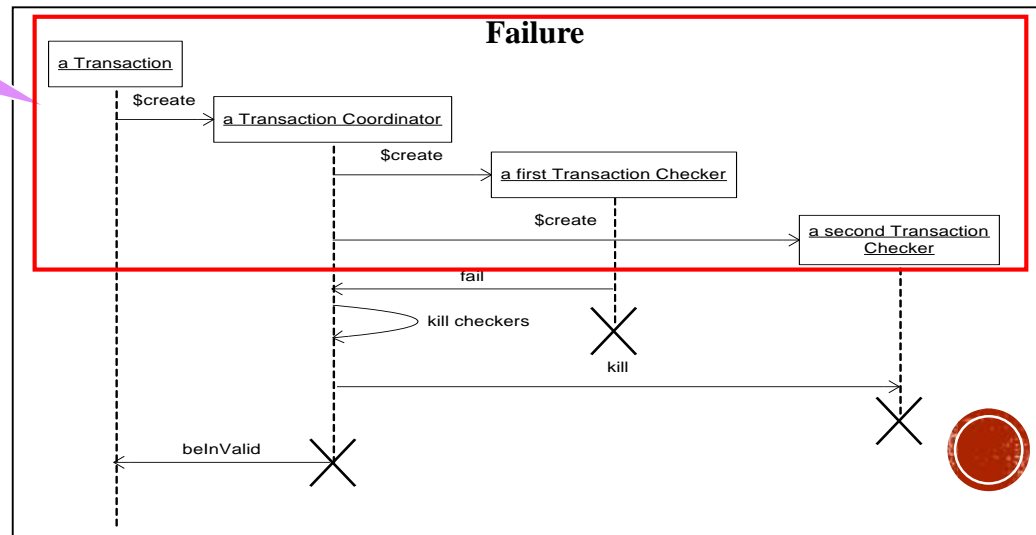 Failure
a Transaction
$create
a Transaction Coordinator
$create
a first Transaction Checker
$create
a second Transaction
Checker
fail
kill checkers
kill
beInValid